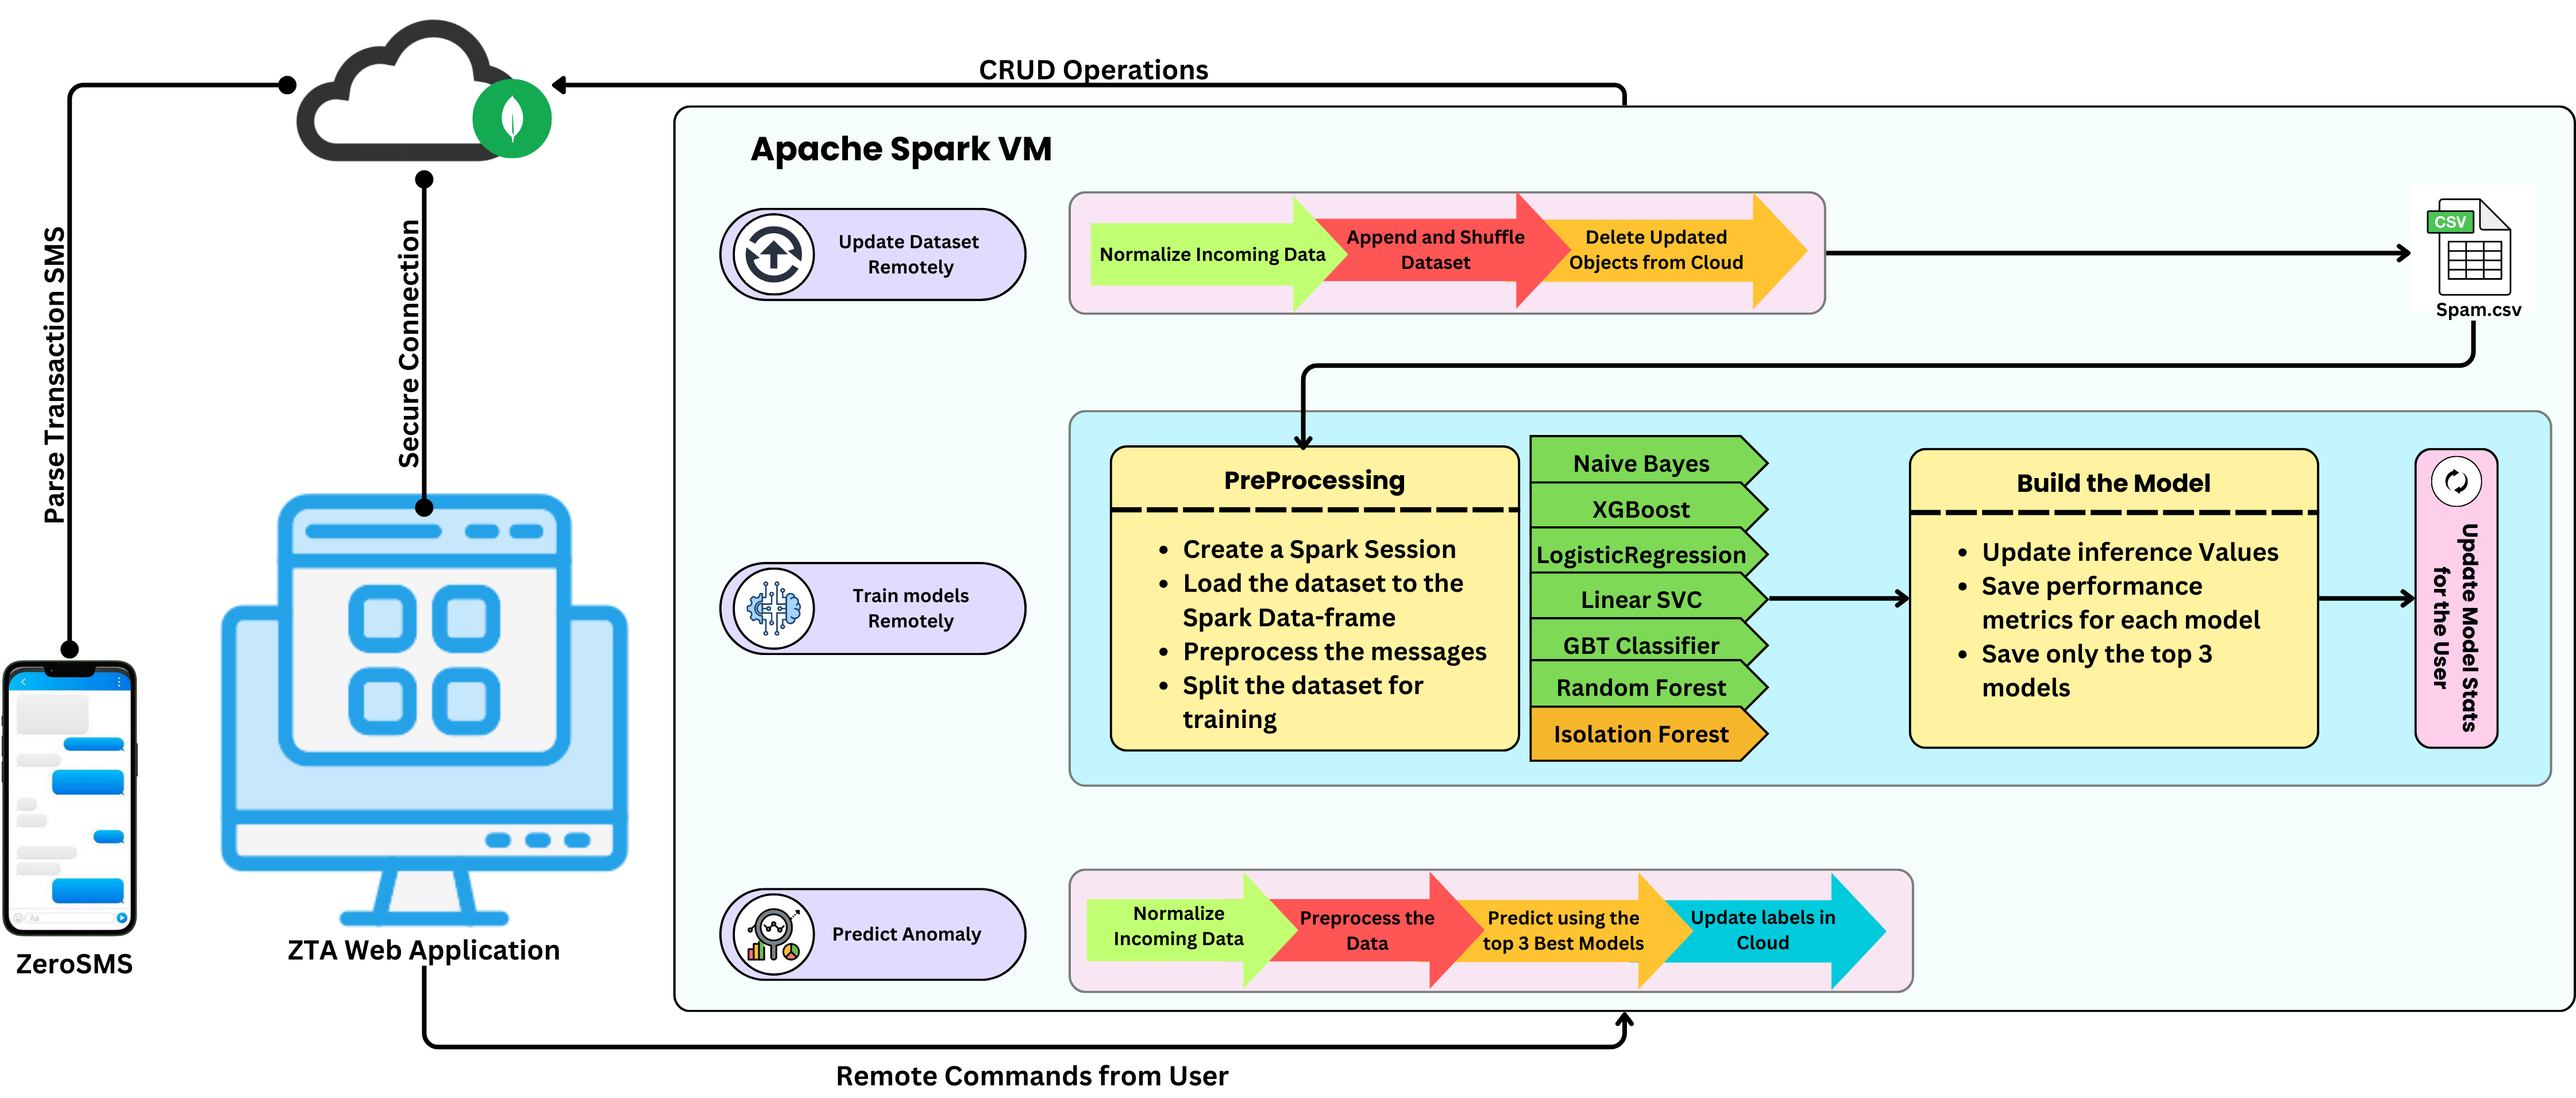 CRUD Operations
Parse Transaction SMS
Secure Connection
Apache Spark VM
Update Dataset
Remotely
Normalize Incoming Data
Append and Shuffle
Dataset
Delete Updated
Objects from Cloud
CSV
Spam.csv
Train models
Remotely
PreProcessing
• Create a Spark Session
• Load the dataset to the
Spark Data-frame
• Preprocess the messages
• Split the dataset for
training
Naive Bayes
XGBoost
LogisticRegression
Linear SVC
GBT Classifier
Random Forest
Isolation Forest
Build the Model
• Update inference Values
• Save performance
metrics for each model
• Save only the top 3
models
Update Model Stats
for the User
Predict Anomaly
Normalize
Incoming Data
Preprocess the
Data
Predict using the
top 3 Best Models
Update labels in
Cloud
Aa
ZeroSMS
ZTA Web Application
Remote Commands from User